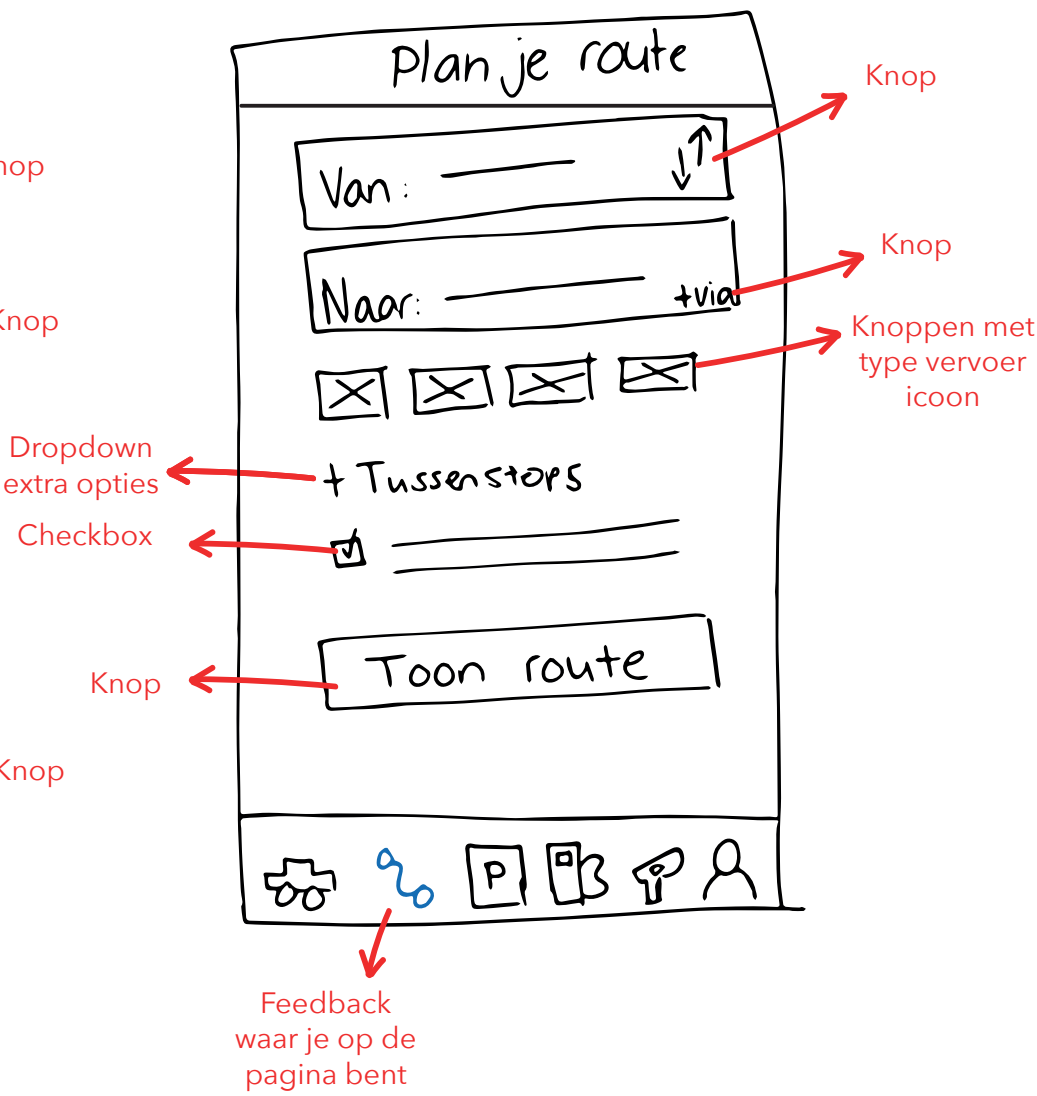 Plan je route
Knop
Van:
nop
Knop
Naar:
+via
Knop
Knoppen met
type vervoer
icoon
Dropdown
extra opties
+ Tussenstops
Checkbox
Toon route
Knop
Knop
P
Feedback
waar je op de
pagina bent